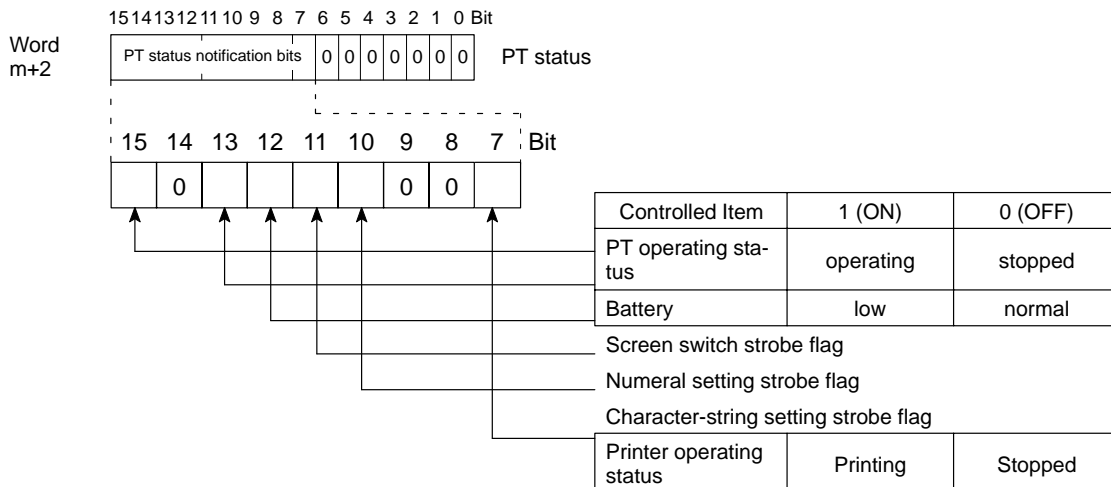 15 14 13 12 11 10 9 8 7 6 5 4 3 2 1 0 Bit
Word
m+2
PT status notification bits 0 0 0 0 0 0 0
PT status
15 14 13 12 11 10 9 8 7 Bit
0 0 0
Controlled Item 1 (ON) 0 (OFF)
PT operating sta-
tus
operating stopped
Battery low normal
Screen switch strobe flag
Numeral setting strobe flag
Character-string setting strobe flag
Printer operating
status
Printing Stopped